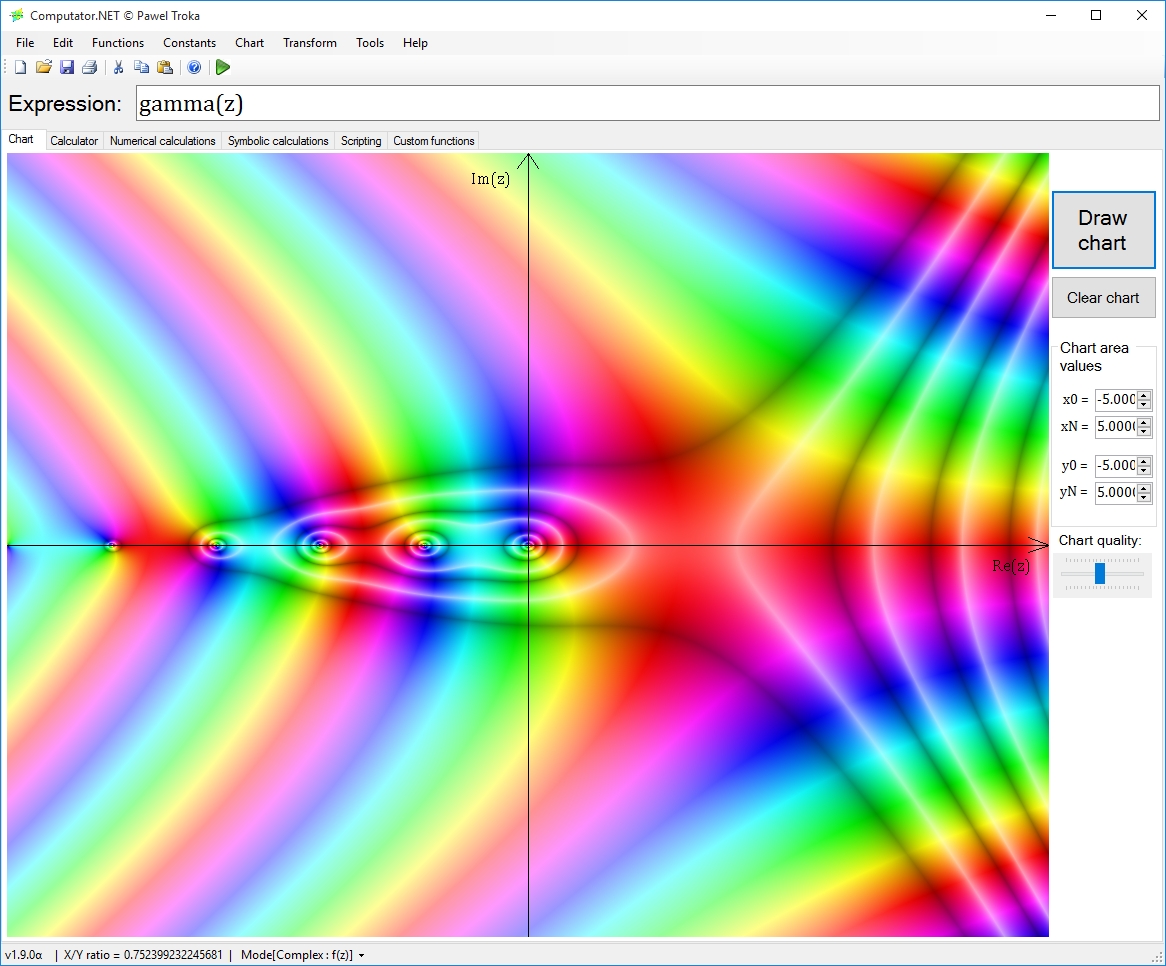 Computator.NET © Pawel Troka
File Edit Functions Constants Chart Transform Tools Help
Expression: gamma(z)
Chart Calculator Numerical calculations Symbolic calculations Scripting Custom functions
Im(z)
Re(z)
Draw
chart
Clear chart
Chart area
values
x0 = -5.000
xN = 5.0000
y0 = -5.000
yN = 5.0000
Chart quality:
v1.9.0α | X/Y ratio = 0.752399232245681 | Mode[Complex : f(z)]